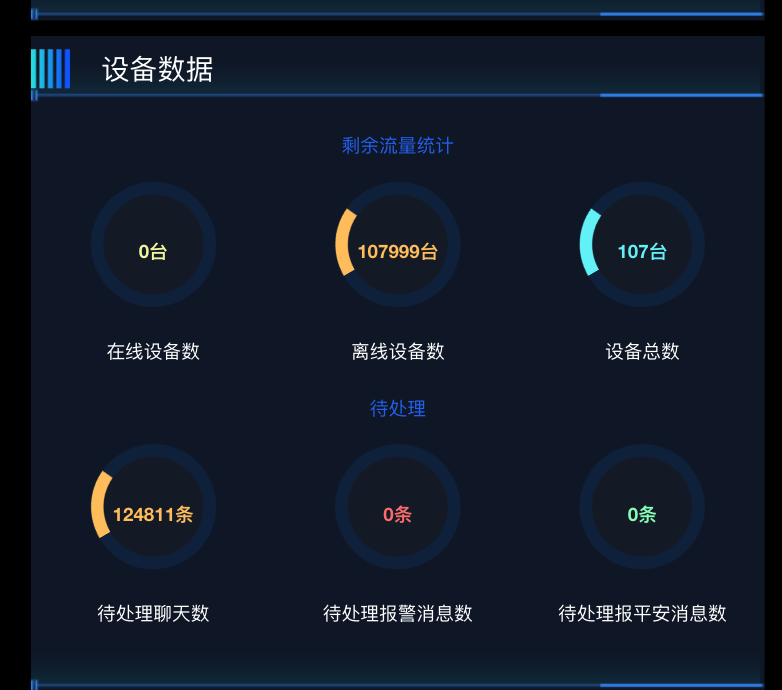 设备数据
剩余流量统计
0台
107999台
107台
在线设备数
离线设备数
设备总数
待处理
124811条
0条
0条
待处理聊天数
待处理报警消息数
待处理报平安消息数